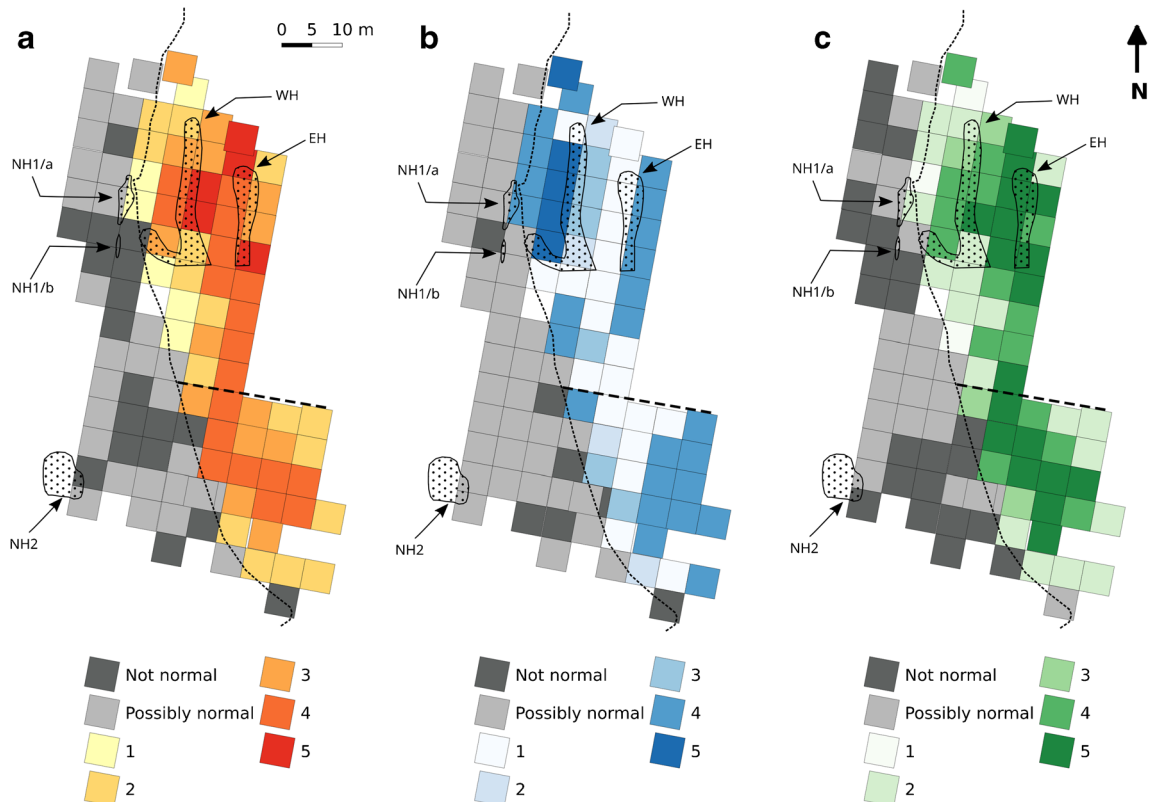 a
0 5 10 m
b
c
N
WH
EH
NH1/a
NH1/b
NH2
WH
EH
NH1/a
NH1/b
NH2
WH
EH
NH1/a
NH1/b
NH2
Not normal
Possibly normal
1
2
3
4
5
Not normal
Possibly normal
1
2
3
4
5
Not normal
Possibly normal
1
2
3
4
5